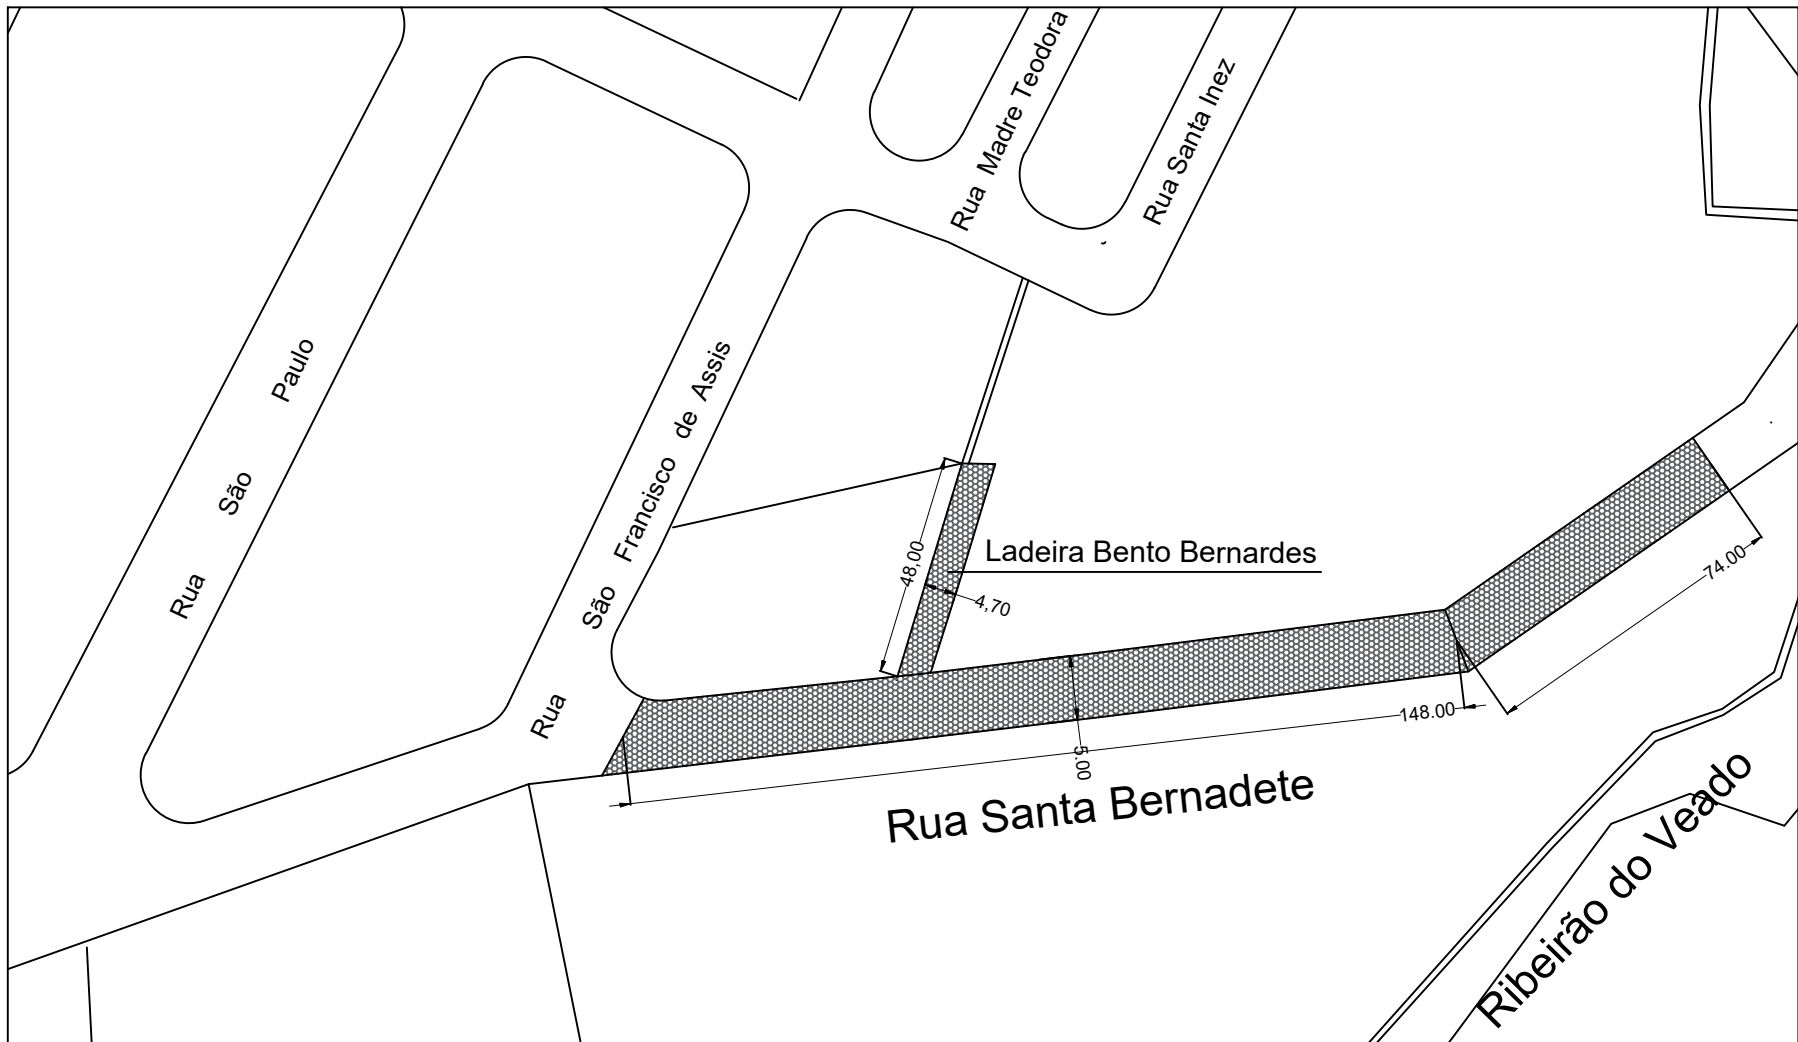 Rua São Paulo
Rua São Francisco de Assis
Rua Madre Teodora
Rua Santa Inez
Ladeira Bento Bernardes
48,00
4,70
74.00
148.00
5.00
Rua Santa Bernadete
Ribeirão do Veado